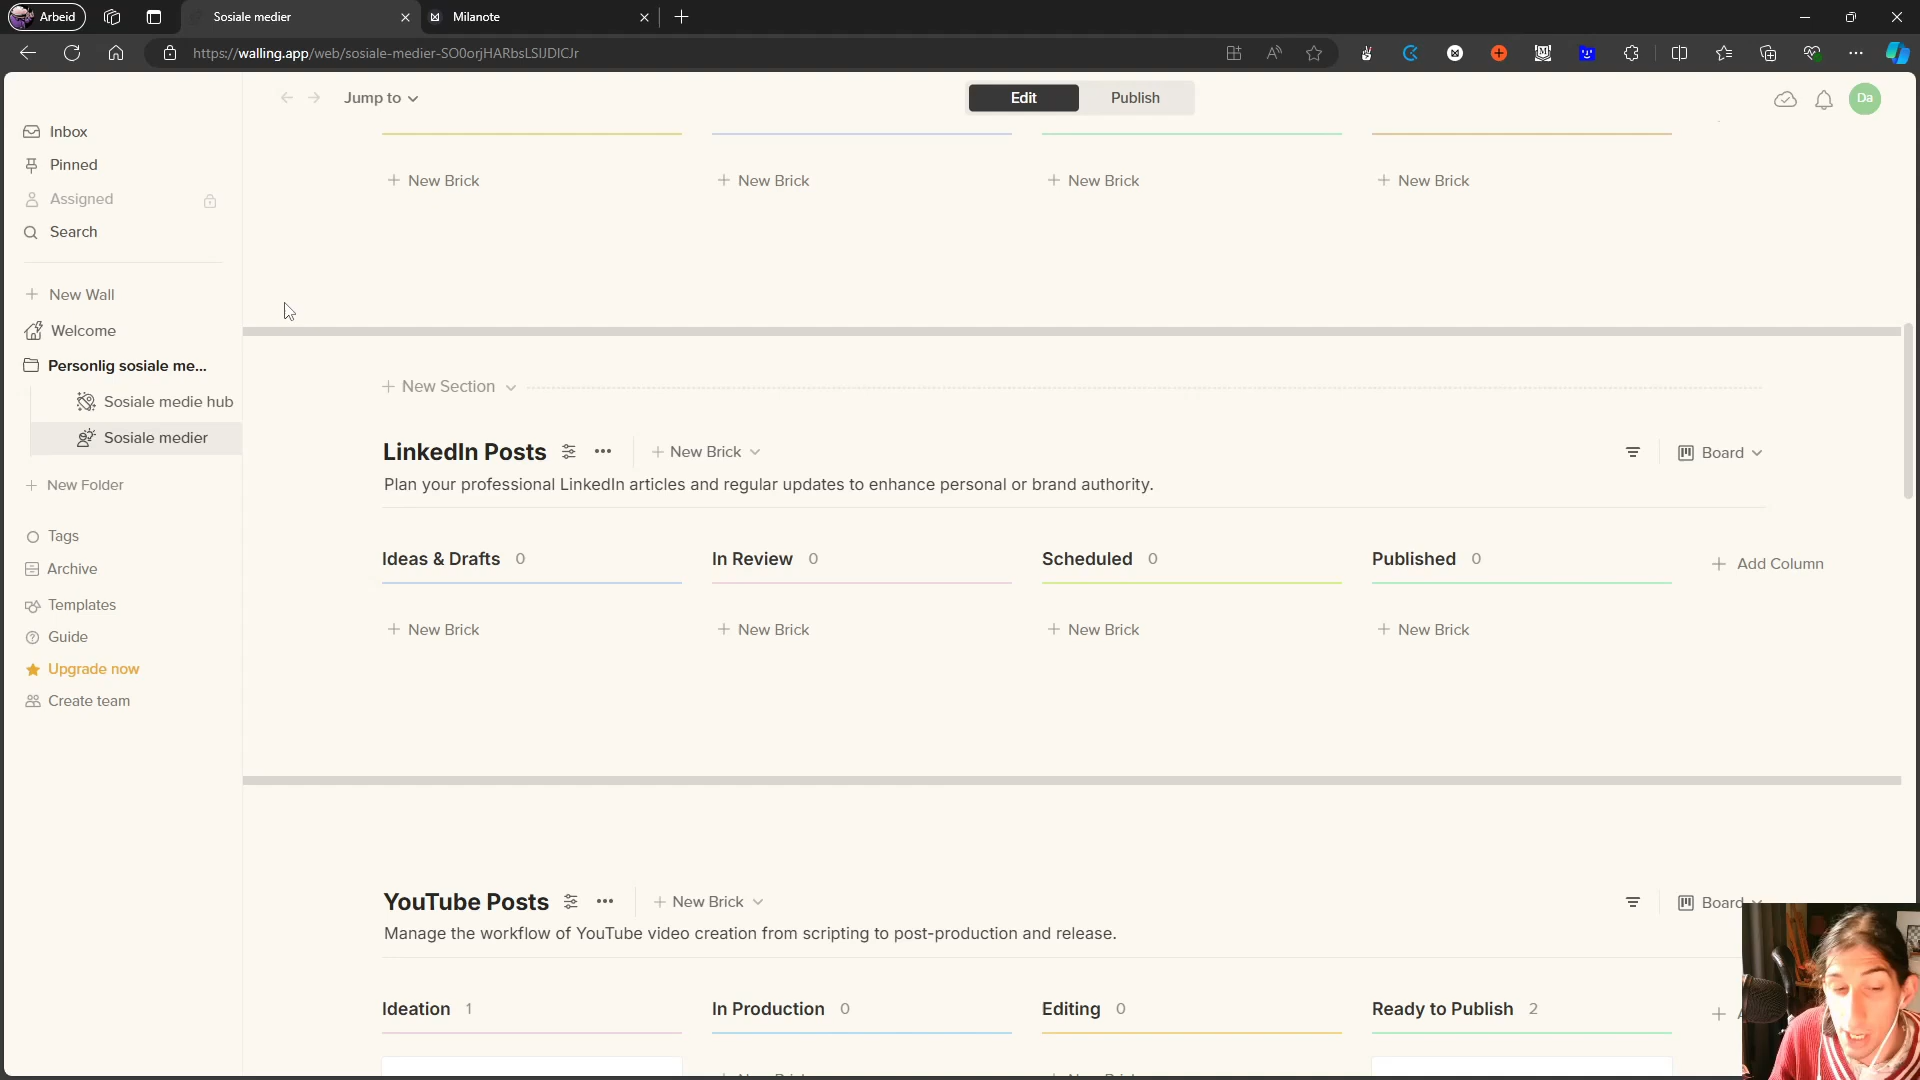 Arbeid
Sosiale medier
Milanote
https://walling.app/web/sosiale-medier-SO0orjHARbsLSIJDICJr
Jump to
Edit
Publish
Da
Inbox
Pinned
Assigned
Search
New Wall
Welcome
Personlig sosiale me...
Sosiale medie hub
Sosiale medier
New Folder
Tags
Archive
Templates
Guide
Upgrade now
Create team
New Brick
New Brick
New Brick
New Brick
New Section
LinkedIn Posts
New Brick
Board
Plan your professional LinkedIn articles and regular updates to enhance personal or brand authority.
Ideas & Drafts 0
In Review 0
Scheduled 0
Published 0
Add Column
New Brick
New Brick
New Brick
New Brick
YouTube Posts
New Brick
Board
Manage the workflow of YouTube video creation from scripting to post-production and release.
Ideation 1
In Production 0
Editing 0
Ready to Publish 2